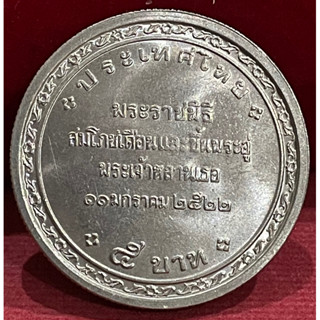 ประเทศไทย
พระราชพิธี
สมโภชเดือนและขึ้นพระอู่
พระเจ้าหลานเธอ
๑๑ มกราคม ๒๕๒๒
๕ บาท